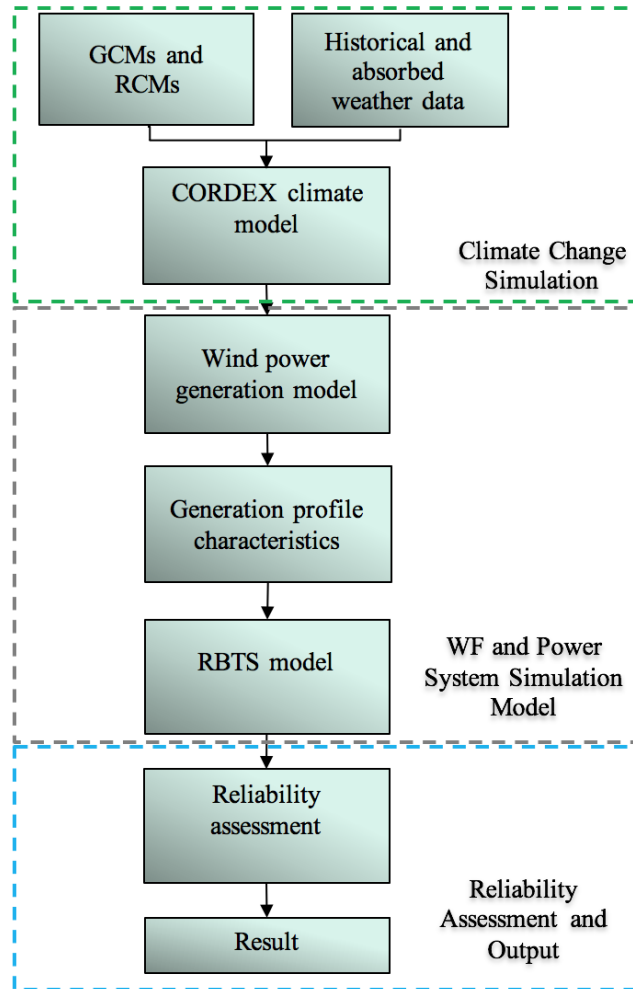 GCMs and
RCMs
Historical and
absorbed
weather data
CORDEX climate
model
Climate Change
Simulation
Wind power
generation model
Generation profile
characteristics
RBTS model
WF and Power
System Simulation
Model
Reliability
assessment
Reliability
Assessment and
Output
Result